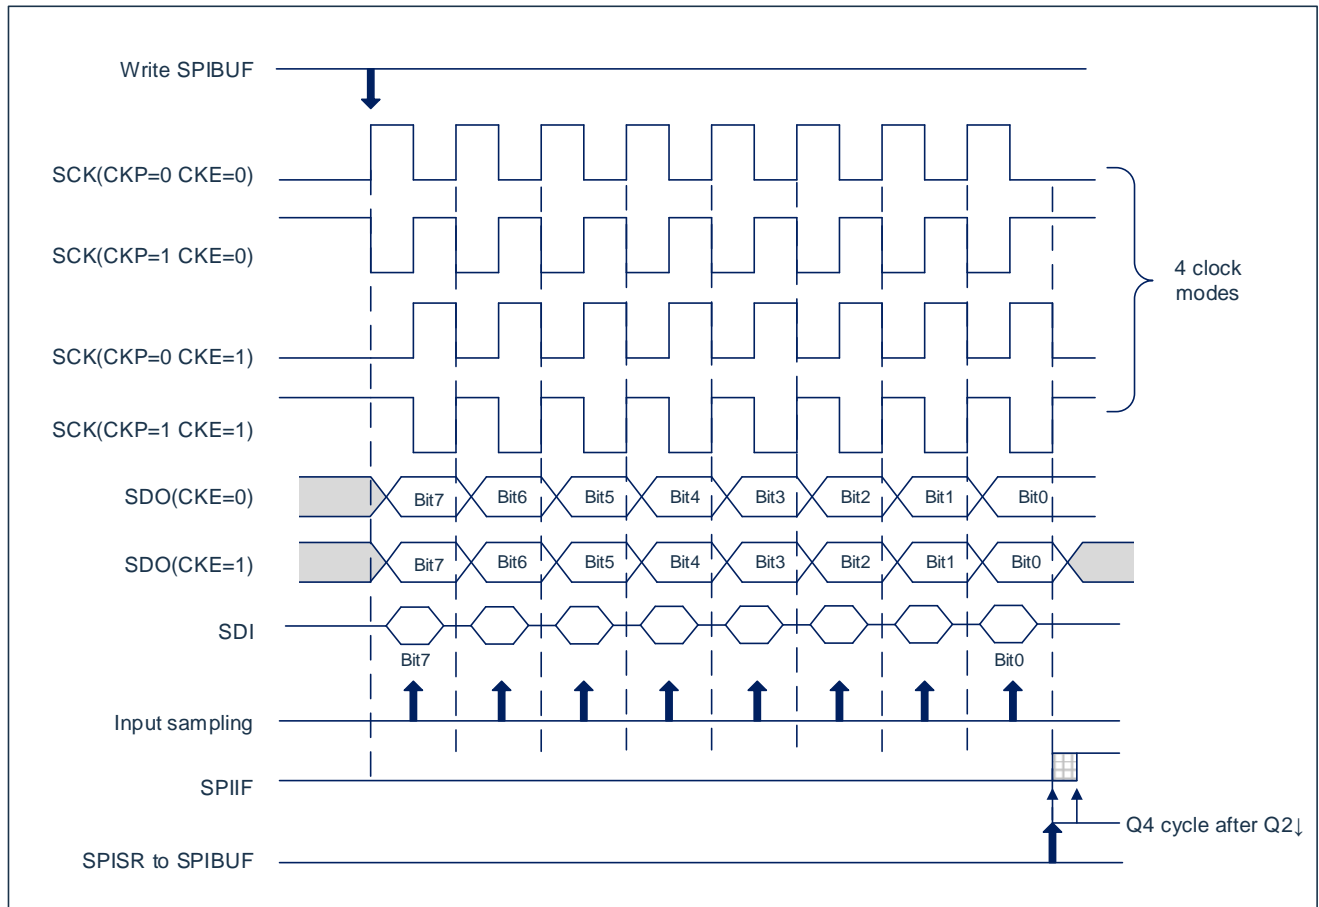 Write SPIBUF
SCK(CKP=0 CKE=0)
SCK(CKP=1 CKE=0)
4 clock
modes
SCK(CKP=0 CKE=1)
SCK(CKP=1 CKE=1)
SDO(CKE=0)
Bit7 Bit6 Bit5 Bit4 Bit3 Bit2 Bit1 Bit0
SDO(CKE=1)
Bit7 Bit6 Bit5 Bit4 Bit3 Bit2 Bit1 Bit0
SDI
Bit7 Bit0
Input sampling
SPIIF
Q4 cycle after Q2↓
SPISR to SPIBUF